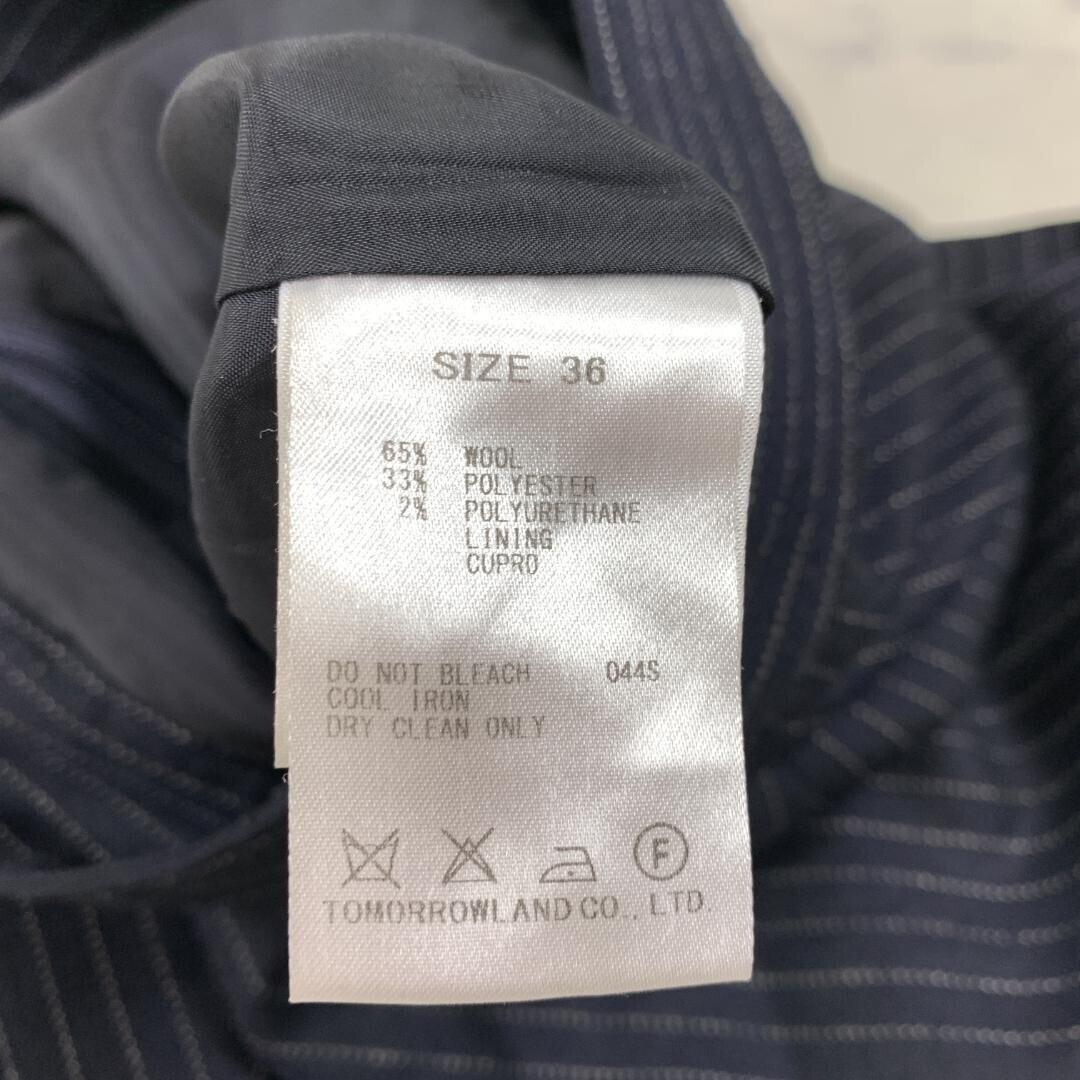 SIZE 36
65% WOOL
33% POLYESTER
2% POLYURETHANE
LINING
CUPRO
DO NOT BLEACH 044S
COOL IRON
DRY CLEAN ONLY
F
TOMORROWLAND CO., LTD.